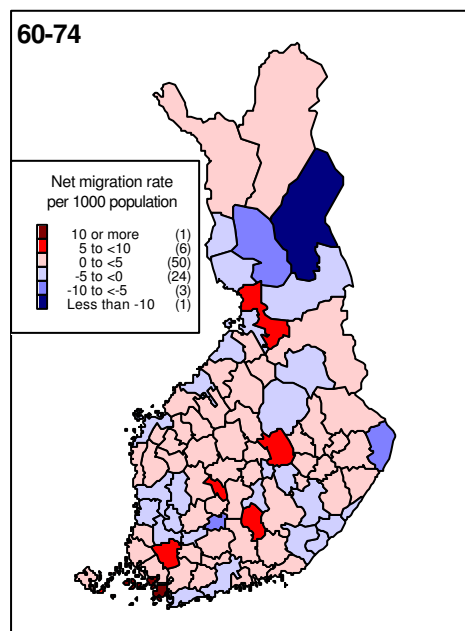 60-74
Net migration rate
per 1000 population
10 or more (1)
5 to <10 (6)
0 to <5 (50)
-5 to <0 (24)
-10 to <-5 (3)
Less than -10 (1)